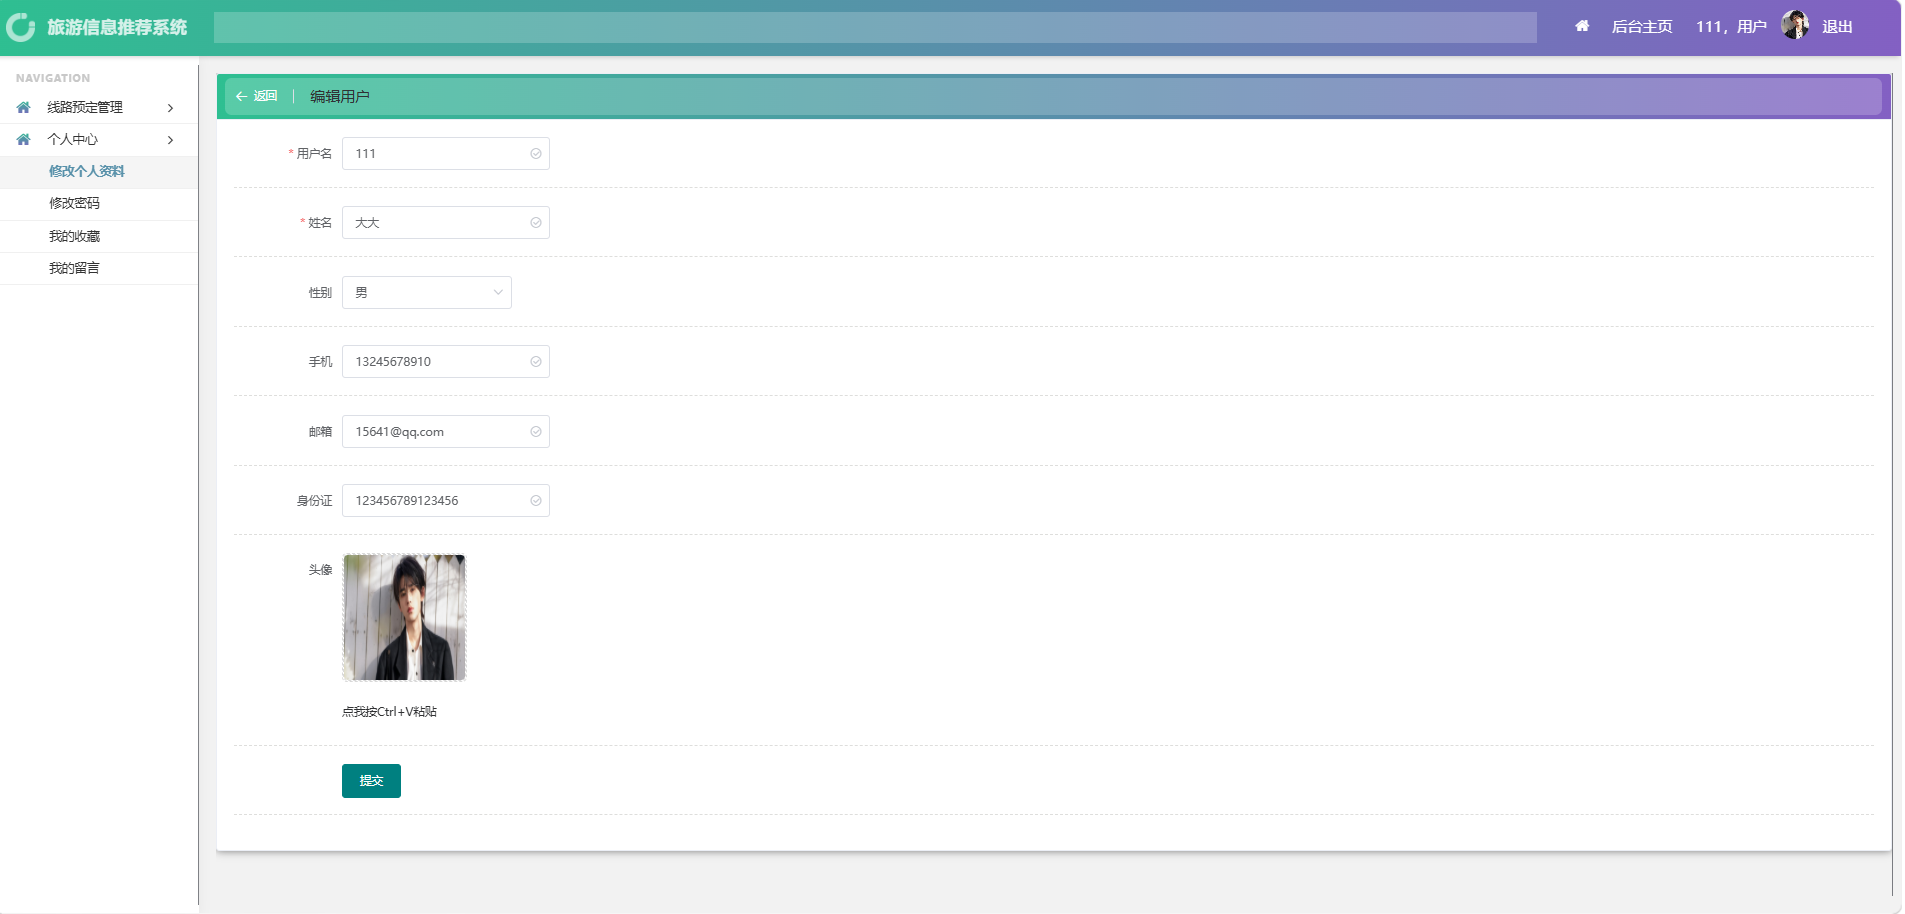 旅游信息推荐系统
后台主页 111，用户 退出
NAVIGATION
线路预定管理
个人中心
修改个人资料
修改密码
我的收藏
我的留言
返回 编辑用户
* 用户名 111
* 姓名 大大
性别 男
手机 13245678910
邮箱 15641@qq.com
身份证 123456789123456
头像
点我按Ctrl+V粘贴
提交